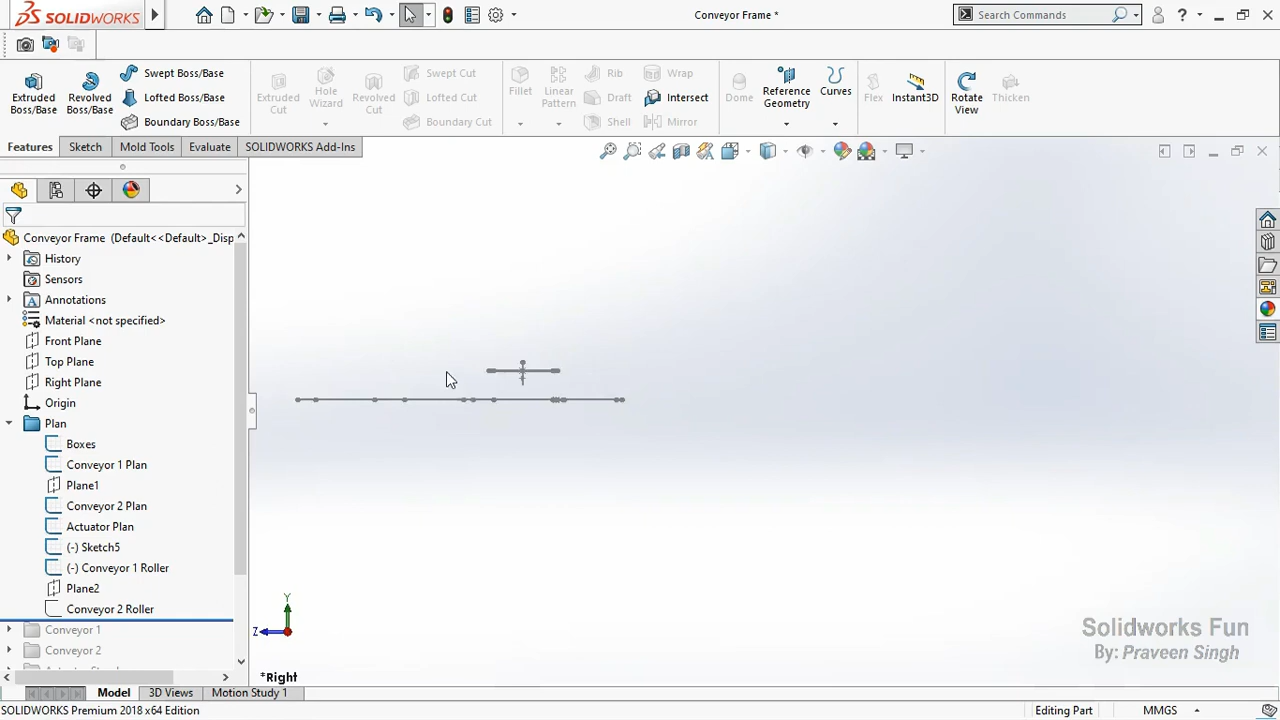 SOLIDWORKS
Conveyor Frame *
Search Commands
Extruded Boss/Base
Revolved Boss/Base
Swept Boss/Base
Lofted Boss/Base
Boundary Boss/Base
Extruded Cut
Hole Wizard
Revolved Cut
Swept Cut
Lofted Cut
Boundary Cut
Fillet
Linear Pattern
Rib
Draft
Shell
Wrap
Intersect
Mirror
Dome
Reference Geometry
Curves
Flex
Instant3D
Rotate View
Thicken
Features
Sketch
Mold Tools
Evaluate
SOLIDWORKS Add-Ins
Conveyor Frame (Default<<Default>_Disp
History
Sensors
Annotations
Material <not specified>
Front Plane
Top Plane
Right Plane
Origin
Plan
Boxes
Conveyor 1 Plan
Plane1
Conveyor 2 Plan
Actuator Plan
(-) Sketch5
(-) Conveyor 1 Roller
Plane2
Conveyor 2 Roller
Conveyor 1
Conveyor 2
Y
Z
*Right
Solidworks Fun
By: Praveen Singh
Model
3D Views
Motion Study 1
SOLIDWORKS Premium 2018 x64 Edition
Editing Part
MMGS